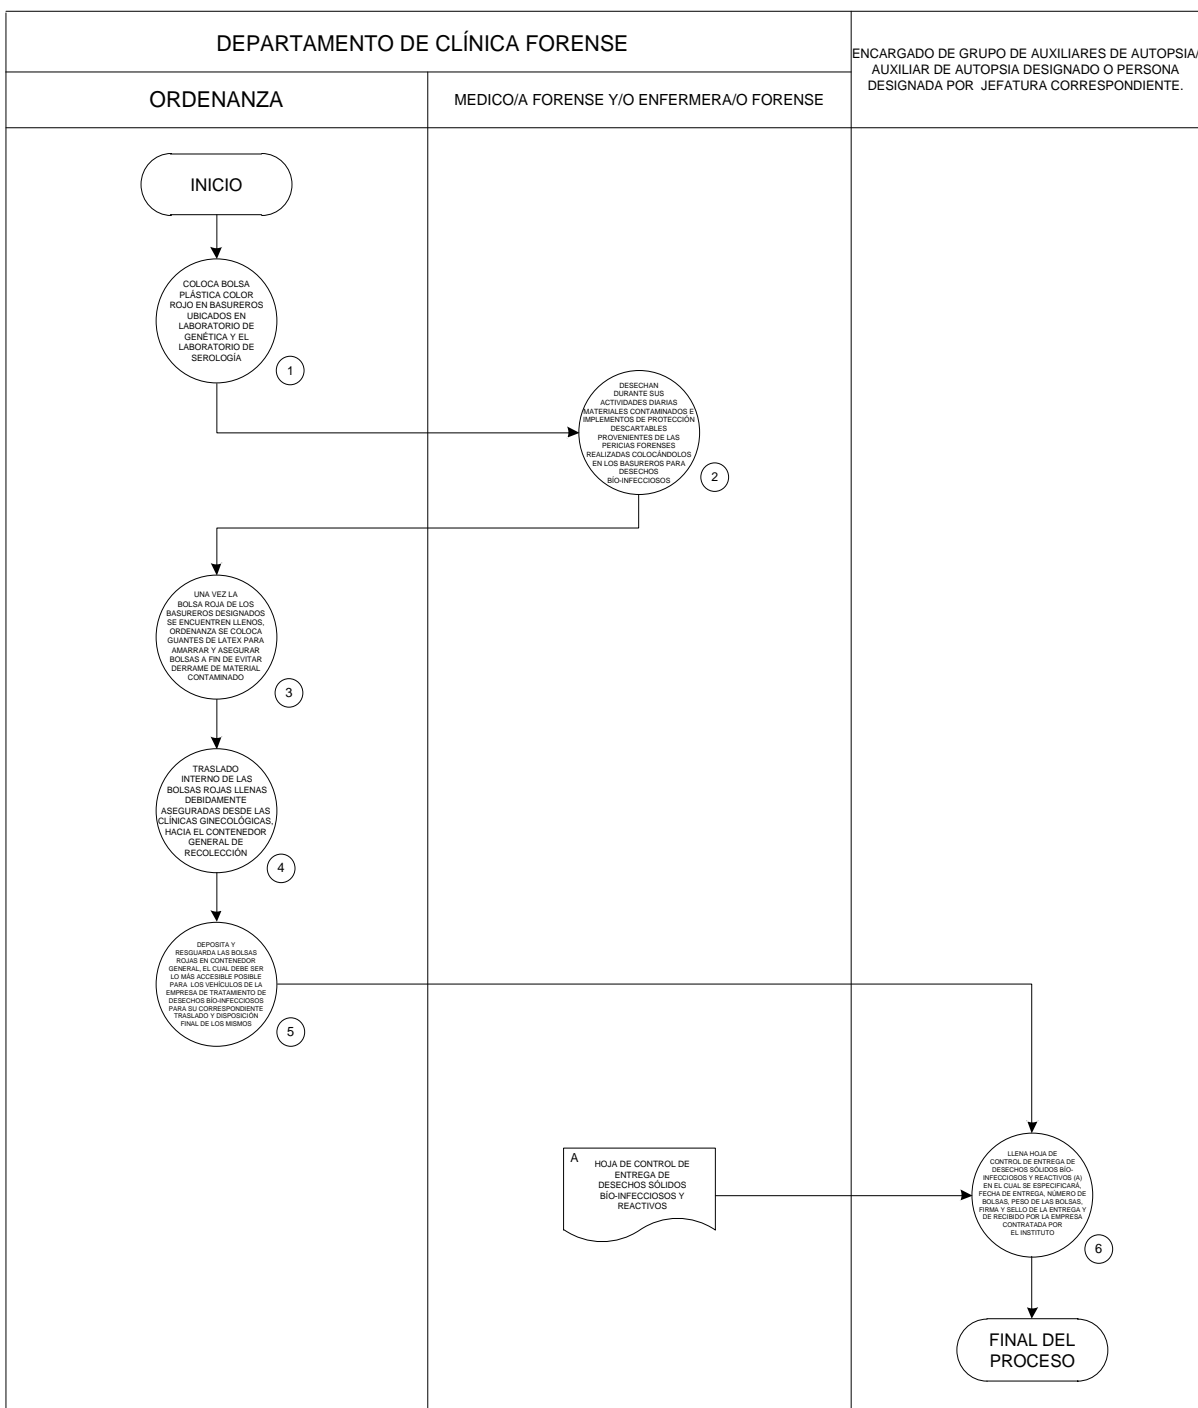 DEPARTAMENTO DE CLÍNICA FORENSE
ENCARGADO DE GRUPO DE AUXILIARES DE AUTOPSIA/
AUXILIAR DE AUTOPSIA DESIGNADO O PERSONA
DESIGNADA POR JEFATURA CORRESPONDIENTE.
ORDENANZA
MEDICO/A FORENSE Y/O ENFERMERA/O FORENSE
INICIO
COLOCA BOLSA
PLÁSTICA COLOR
ROJO EN BASUREROS
UBICADOS EN
LABORATORIO DE
GENÉTICA Y EL
LABORATORIO DE
SEROLOGÍA
1
DESECHAN
DURANTE SUS
ACTIVIDADES DIARIAS
MATERIALES CONTAMINADOS E
IMPLEMENTOS DE PROTECCIÓN
DESCARTABLES
PROVENIENTES DE LAS
PERICIAS FORENSES
REALIZADAS COLOCÁNDOLOS
EN LOS BASUREROS PARA
DESECHOS
BÍO-INFECCIOSOS
2
UNA VEZ LA
BOLSA ROJA DE LOS
BASUREROS DESIGNADOS
SE ENCUENTREN LLENOS,
ORDENANZA SE COLOCA
GUANTES DE LATEX PARA
AMARRAR Y ASEGURAR
BOLSAS A FIN DE EVITAR
DERRAME DE MATERIAL
CONTAMINADO
3
TRASLADO
INTERNO DE LAS
BOLSAS ROJAS LLENAS
DEBIDAMENTE
ASEGURADAS DESDE LAS
CLÍNICAS GINECOLÓGICAS,
HACIA EL CONTENEDOR
GENERAL DE
RECOLECCIÓN
4
DEPOSITA Y
RESGUARDA LAS BOLSAS
ROJAS EN CONTENEDOR
GENERAL, EL CUAL DEBE SER
LO MÁS ACCESIBLE POSIBLE
PARA LOS VEHÍCULOS DE LA
EMPRESA DE TRATAMIENTO DE
DESECHOS BÍO-INFECCIOSOS
PARA SU CORRESPONDIENTE
TRASLADO Y DISPOSICIÓN
FINAL DE LOS MISMOS
5
A
HOJA DE CONTROL DE
ENTREGA DE
DESECHOS SÓLIDOS
BÍO-INFECCIOSOS Y
REACTIVOS
LLENA HOJA DE
CONTROL DE ENTREGA DE
DESECHOS SÓLIDOS BÍO-
INFECCIOSOS Y REACTIVOS (A)
EN EL CUAL SE ESPECIFICARÁ,
FECHA DE ENTREGA, NÚMERO DE
BOLSAS, PESO DE LAS BOLSAS,
FIRMA Y SELLO DE LA ENTREGA Y
DE RECIBIDO POR LA EMPRESA
CONTRATADA POR
EL INSTITUTO
6
FINAL DEL
PROCESO